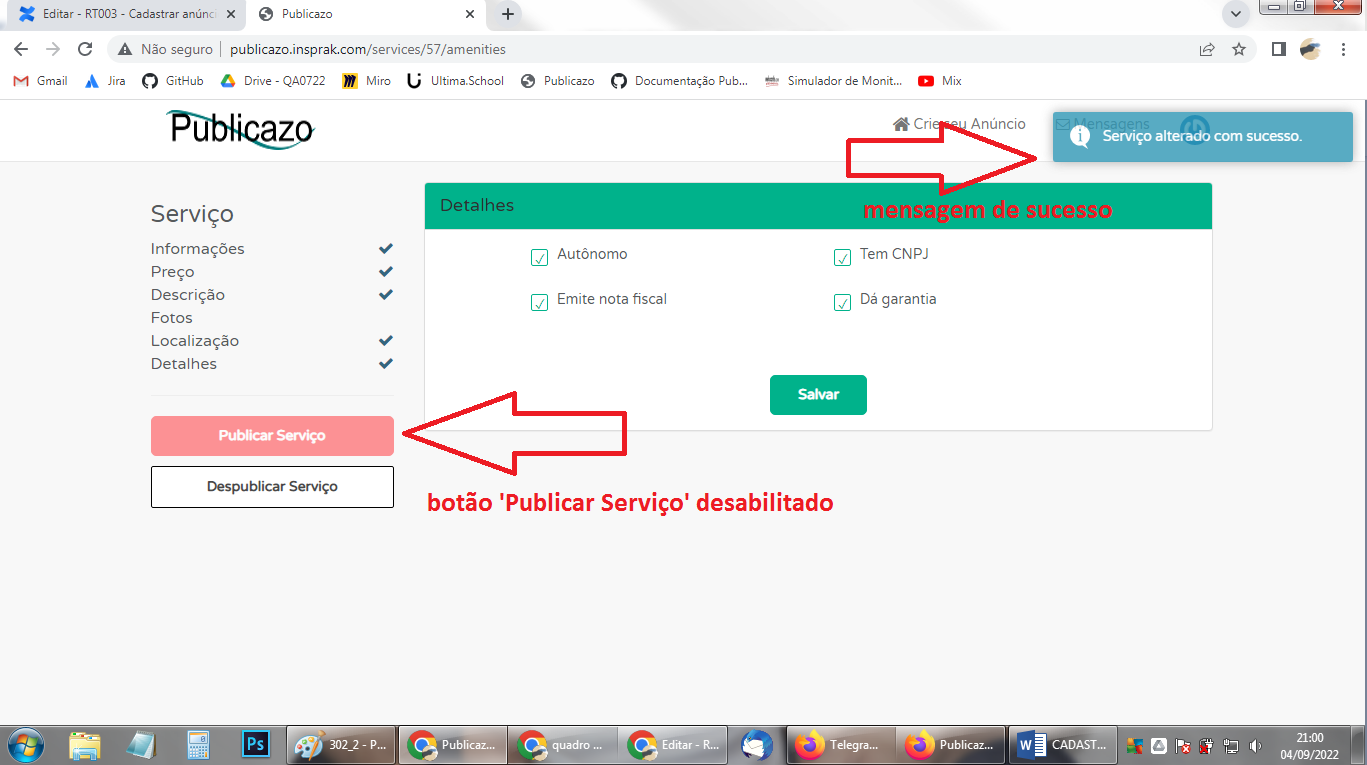 Editar - RT003 - Cadastrar anúnci
Publicazo
Não seguro
publicazo.insprak.com/services/57/amenities
Gmail
Jira
GitHub
Drive - QA0722
Miro
Ultima.School
Publicazo
Documentação Pub...
Simulador de Monit...
Mix
Publicazo
Crie seu Anúncio
Mensagens
Serviço alterado com sucesso.
mensagem de sucesso
Serviço
Informações
Preço
Descrição
Fotos
Localização
Detalhes
Publicar Serviço
Despublicar Serviço
Detalhes
Autônomo
Tem CNPJ
Emite nota fiscal
Dá garantia
Salvar
botão 'Publicar Serviço' desabilitado
Ps
302_2 - P...
Publicaz...
quadro ...
Editar - R...
Telegra...
Publicaz...
CADAST...
21:00
04/09/2022